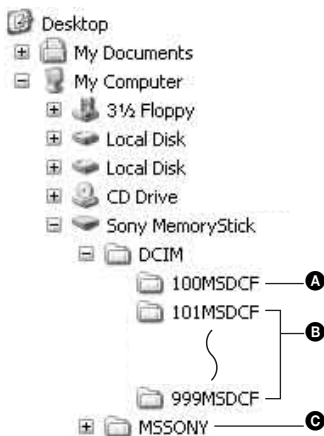 Desktop
My Documents
My Computer
3½ Floppy
Local Disk
Local Disk
CD Drive
Sony MemoryStick
DCIM
100MSDCF A
101MSDCF
B
999MSDCF
MSSONY C